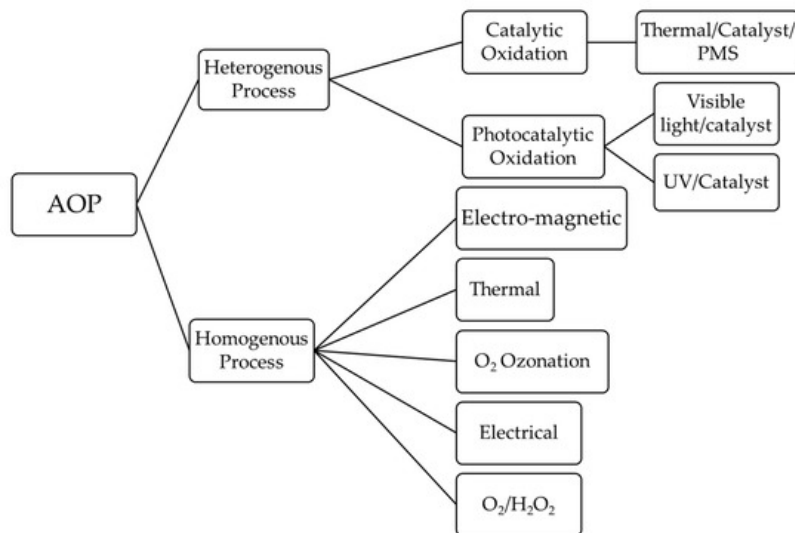 AOP
Heterogenous
Process
Catalytic
Oxidation
Thermal/Catalyst/
PMS
Photocatalytic
Oxidation
Visible
light/catalyst
UV/Catalyst
Homogenous
Process
Electro-magnetic
Thermal
O₂ Ozonation
Electrical
O₂/H₂O₂